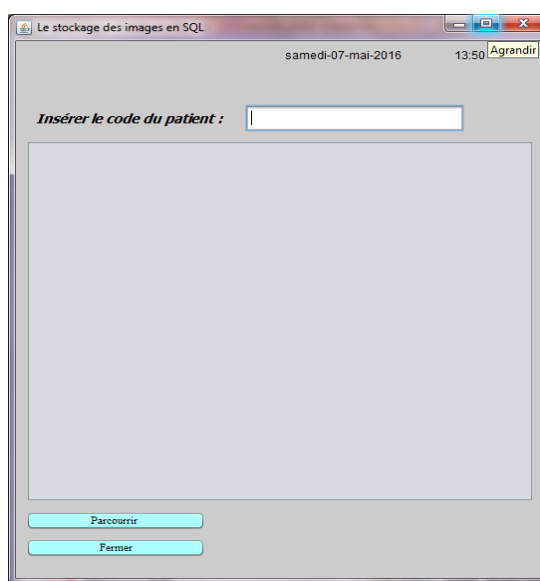 Le stockage des images en SQL
samedi-07-mai-2016 13:50
Agrandir
Insérer le code du patient :
Parcourrir
Fermer